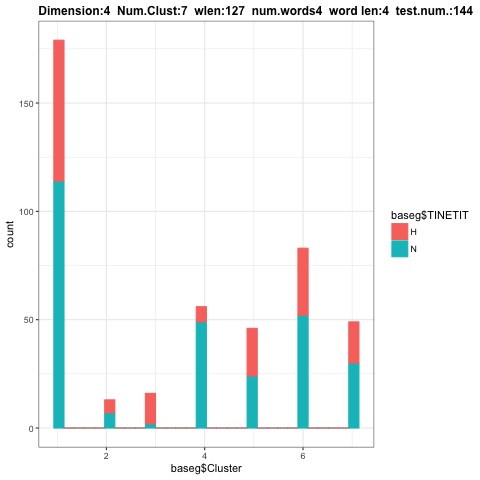 Dimension:4  Num.Clust:7  wlen:127  num.words4  word len:4  test.num.:144
150
100
50
0
count
2 4 6
baseg$Cluster
baseg$TINETIT
H
N